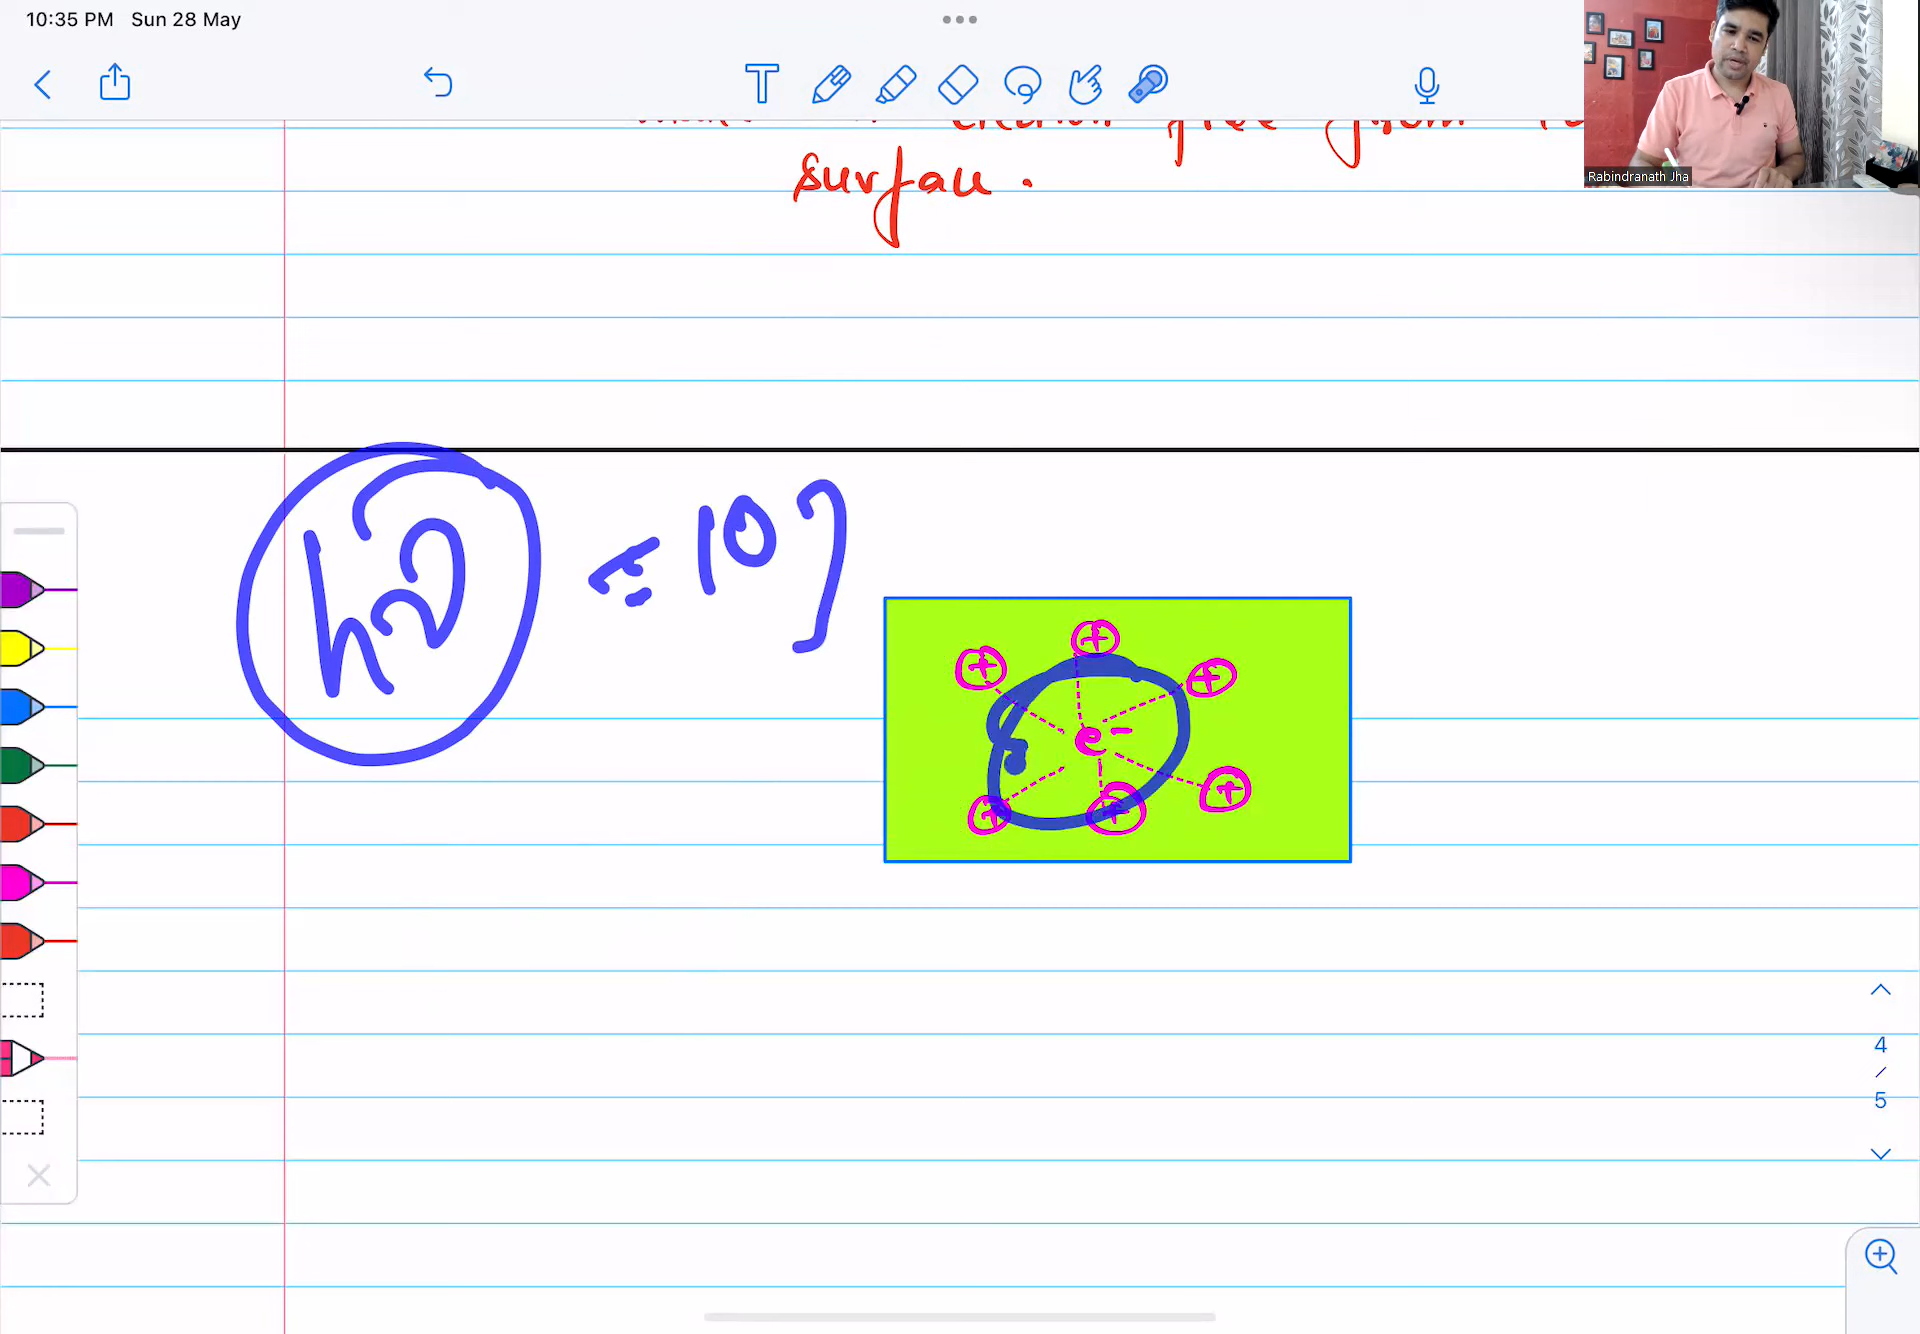 10:35 PM Sun 28 May
Rabindranath Jha
surface.
hν = 10 J
+ + +
e-
+ + +
4
/
5